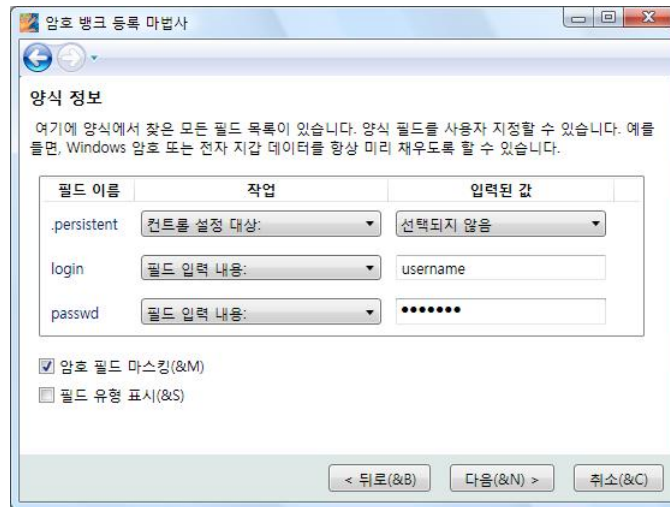 암호 뱅크 등록 마법사
양식 정보
여기에 양식에서 찾은 모든 필드 목록이 있습니다. 양식 필드를 사용자 지정할 수 있습니다. 예를
들면, Windows 암호 또는 전자 지갑 데이터를 항상 미리 채우도록 할 수 있습니다.
필드 이름 작업 입력된 값
.persistent 컨트롤 설정 대상: 선택되지 않음
login 필드 입력 내용: username
passwd 필드 입력 내용: •••••••
암호 필드 마스킹(&M)
필드 유형 표시(&S)
< 뒤로(&B) 다음(&N) > 취소(&C)